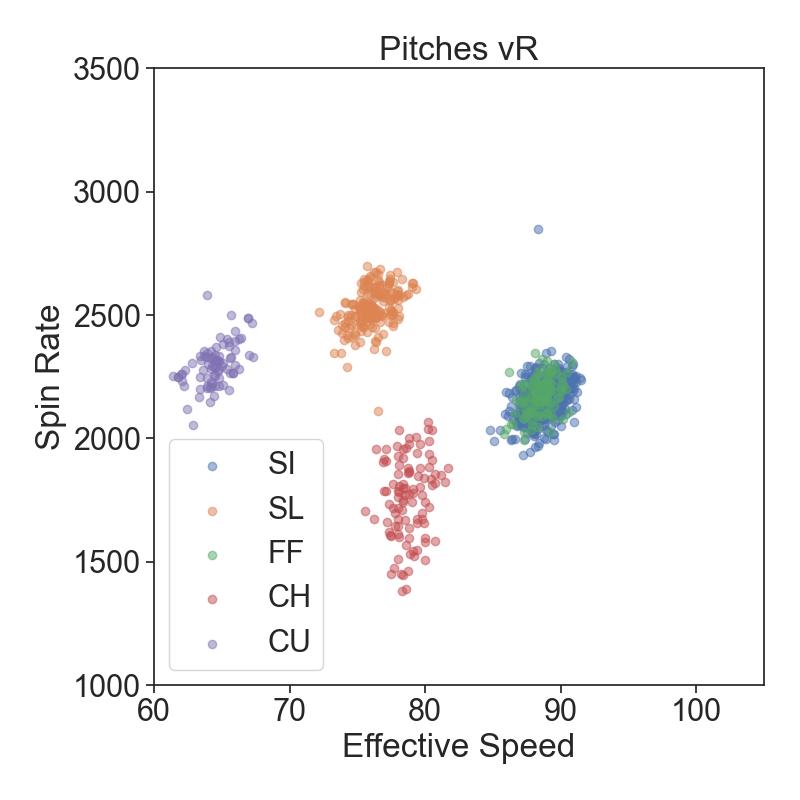 Pitches vR
3500
3000
2500
2000
1500
1000
Spin Rate
SI
SL
FF
CH
CU
60 70 80 90 100
Effective Speed